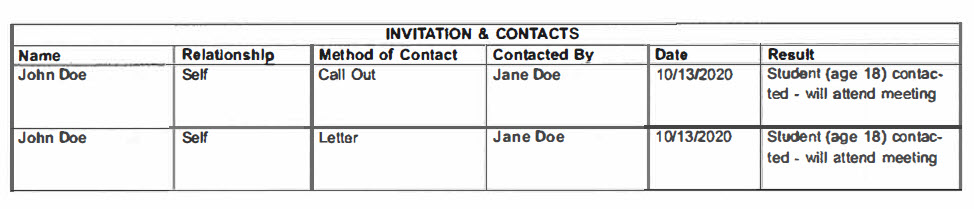 INVITATION & CONTACTS
Name Relationship Method of Contact Contacted By Date Result
John Doe Self Call Out Jane Doe 10/13/2020 Student (age 18) contac-
ted - will attend meeting
John Doe Self Letter Jane Doe 10/13/2020 Student (age 18) contac-
ted - will attend meeting